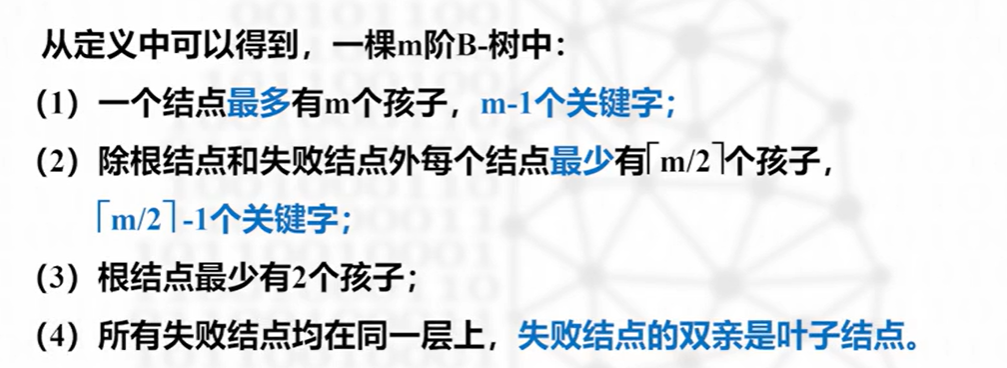 从定义中可以得到，一棵m阶B-树中：
（1）一个结点最多有m个孩子，m-1个关键字；
（2）除根结点和失败结点外每个结点最少有⌈m/2⌉个孩子，
⌈m/2⌉-1个关键字；
（3）根结点最少有2个孩子；
（4）所有失败结点均在同一层上，失败结点的双亲是叶子结点。